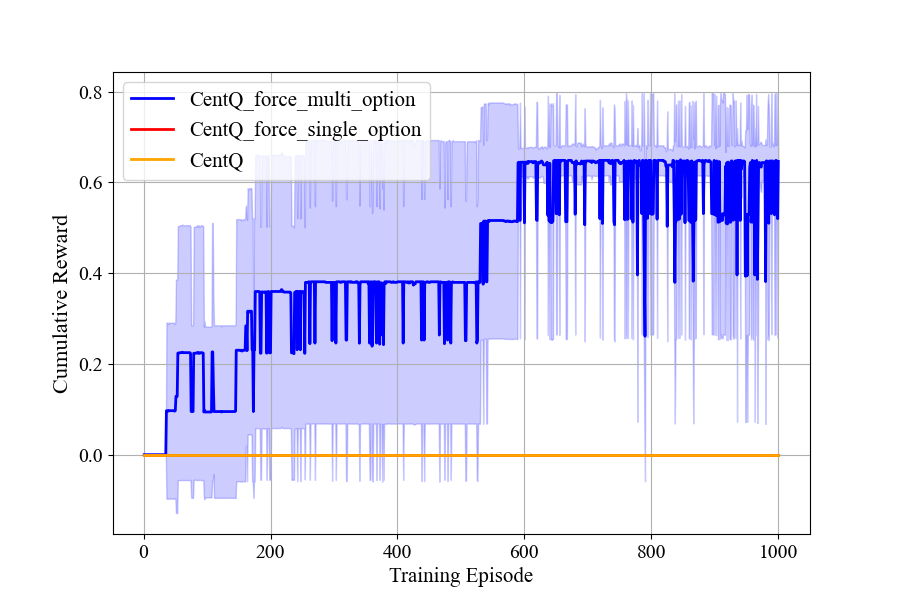 CentQ_force_multi_option
CentQ_force_single_option
CentQ
Cumulative Reward
0.8
0.6
0.4
0.2
0.0
0 200 400 600 800 1000
Training Episode